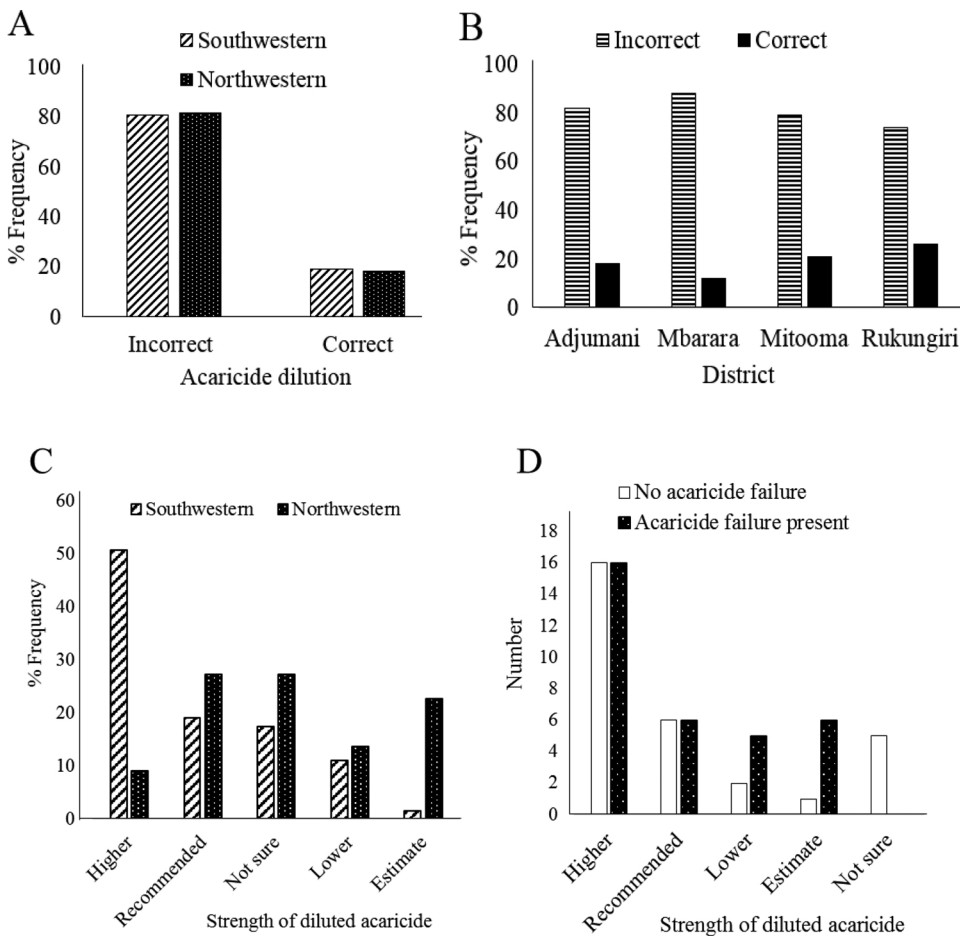 A
Southwestern
Northwestern
100
80
60
40
20
0
% Frequency
Incorrect Correct
Acaricide dilution
B
Incorrect Correct
100
80
60
40
20
0
% Frequency
Adjumani Mbarara Mitooma Rukungiri
District
C
Southwestern Northwestern
60
50
40
30
20
10
0
% Frequency
Higher
Recommended
Not sure
Lower
Estimate
Strength of diluted acaricide
D
No acaricide failure
Acaricide failure present
18
16
14
12
10
8
6
4
2
0
Number
Higher
Recommended
Lower
Estimate
Not sure
Strength of diluted acaricide